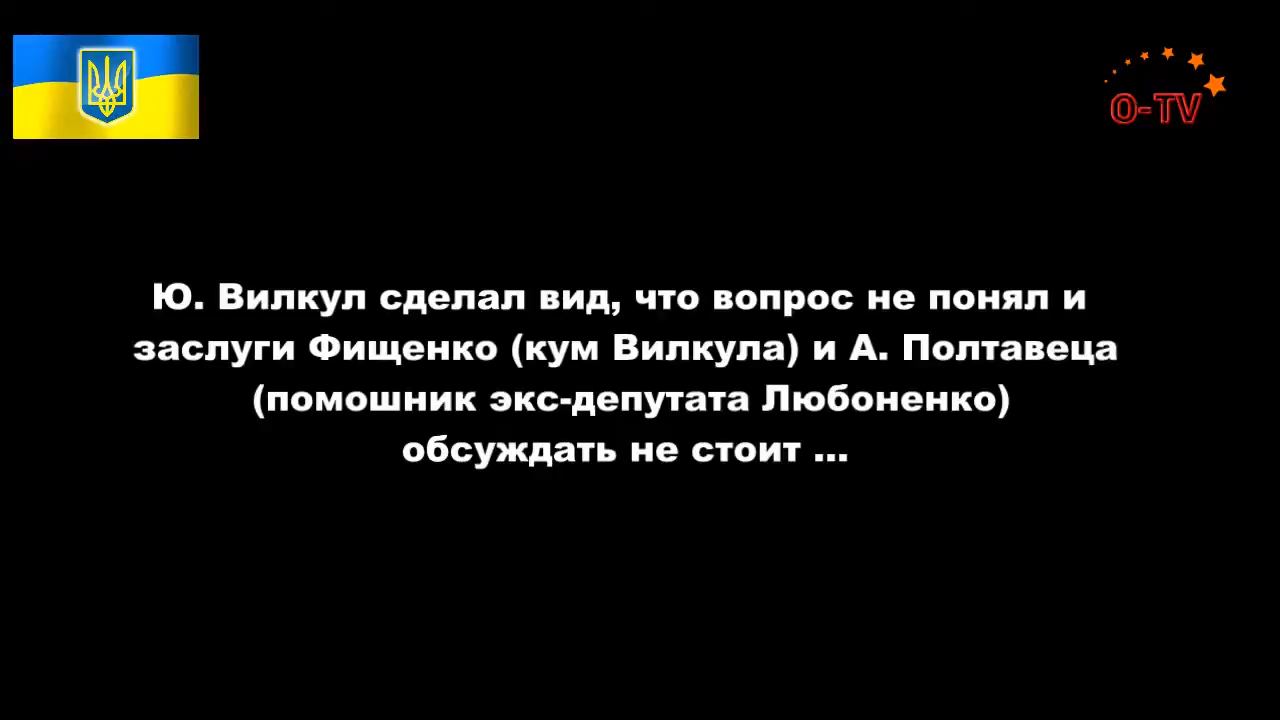 O-TV
Ю. Вилкул сделал вид, что вопрос не понял и
заслуги Фищенко (кум Вилкула) и А. Полтавеца
(помошник экс-депутата Любоненко)
обсуждать не стоит ...